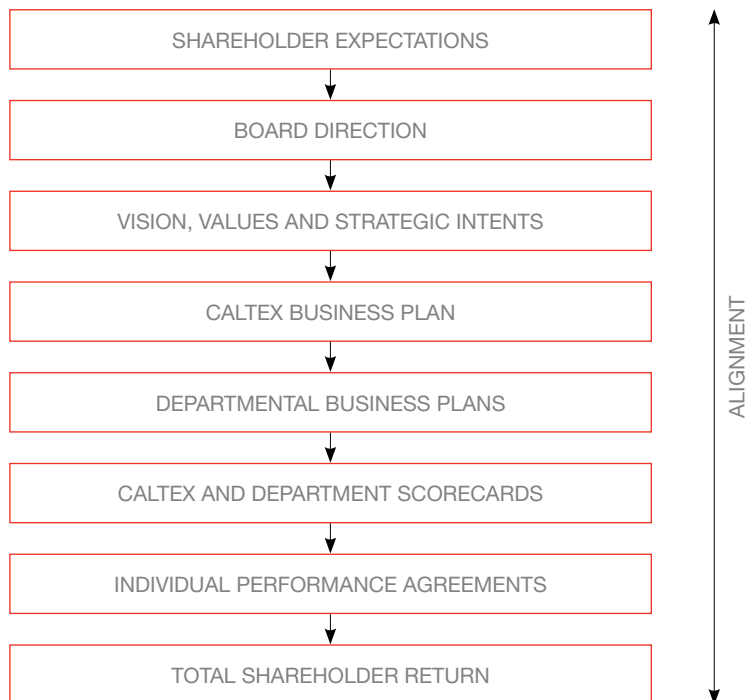 SHAREHOLDER EXPECTATIONS
BOARD DIRECTION
VISION, VALUES AND STRATEGIC INTENTS
CALTEX BUSINESS PLAN
DEPARTMENTAL BUSINESS PLANS
CALTEX AND DEPARTMENT SCORECARDS
INDIVIDUAL PERFORMANCE AGREEMENTS
TOTAL SHAREHOLDER RETURN
ALIGNMENT